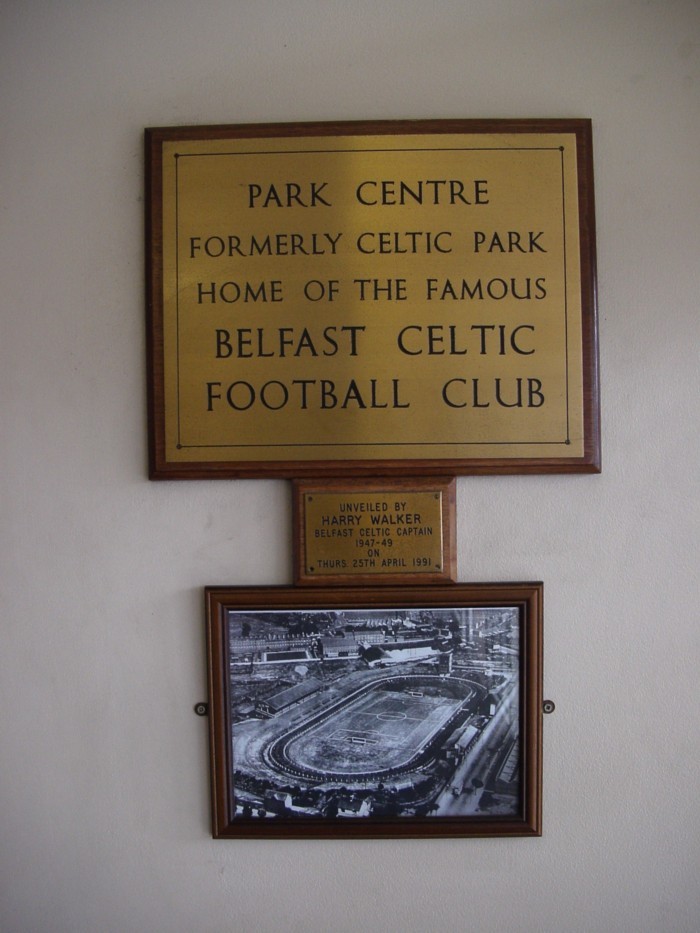 PARK CENTRE
FORMERLY CELTIC PARK
HOME OF THE FAMOUS
BELFAST CELTIC
FOOTBALL CLUB
UNVEILED BY
HARRY WALKER
BELFAST CELTIC CAPTAIN
1947-49
ON
THURS 25TH APRIL 1991